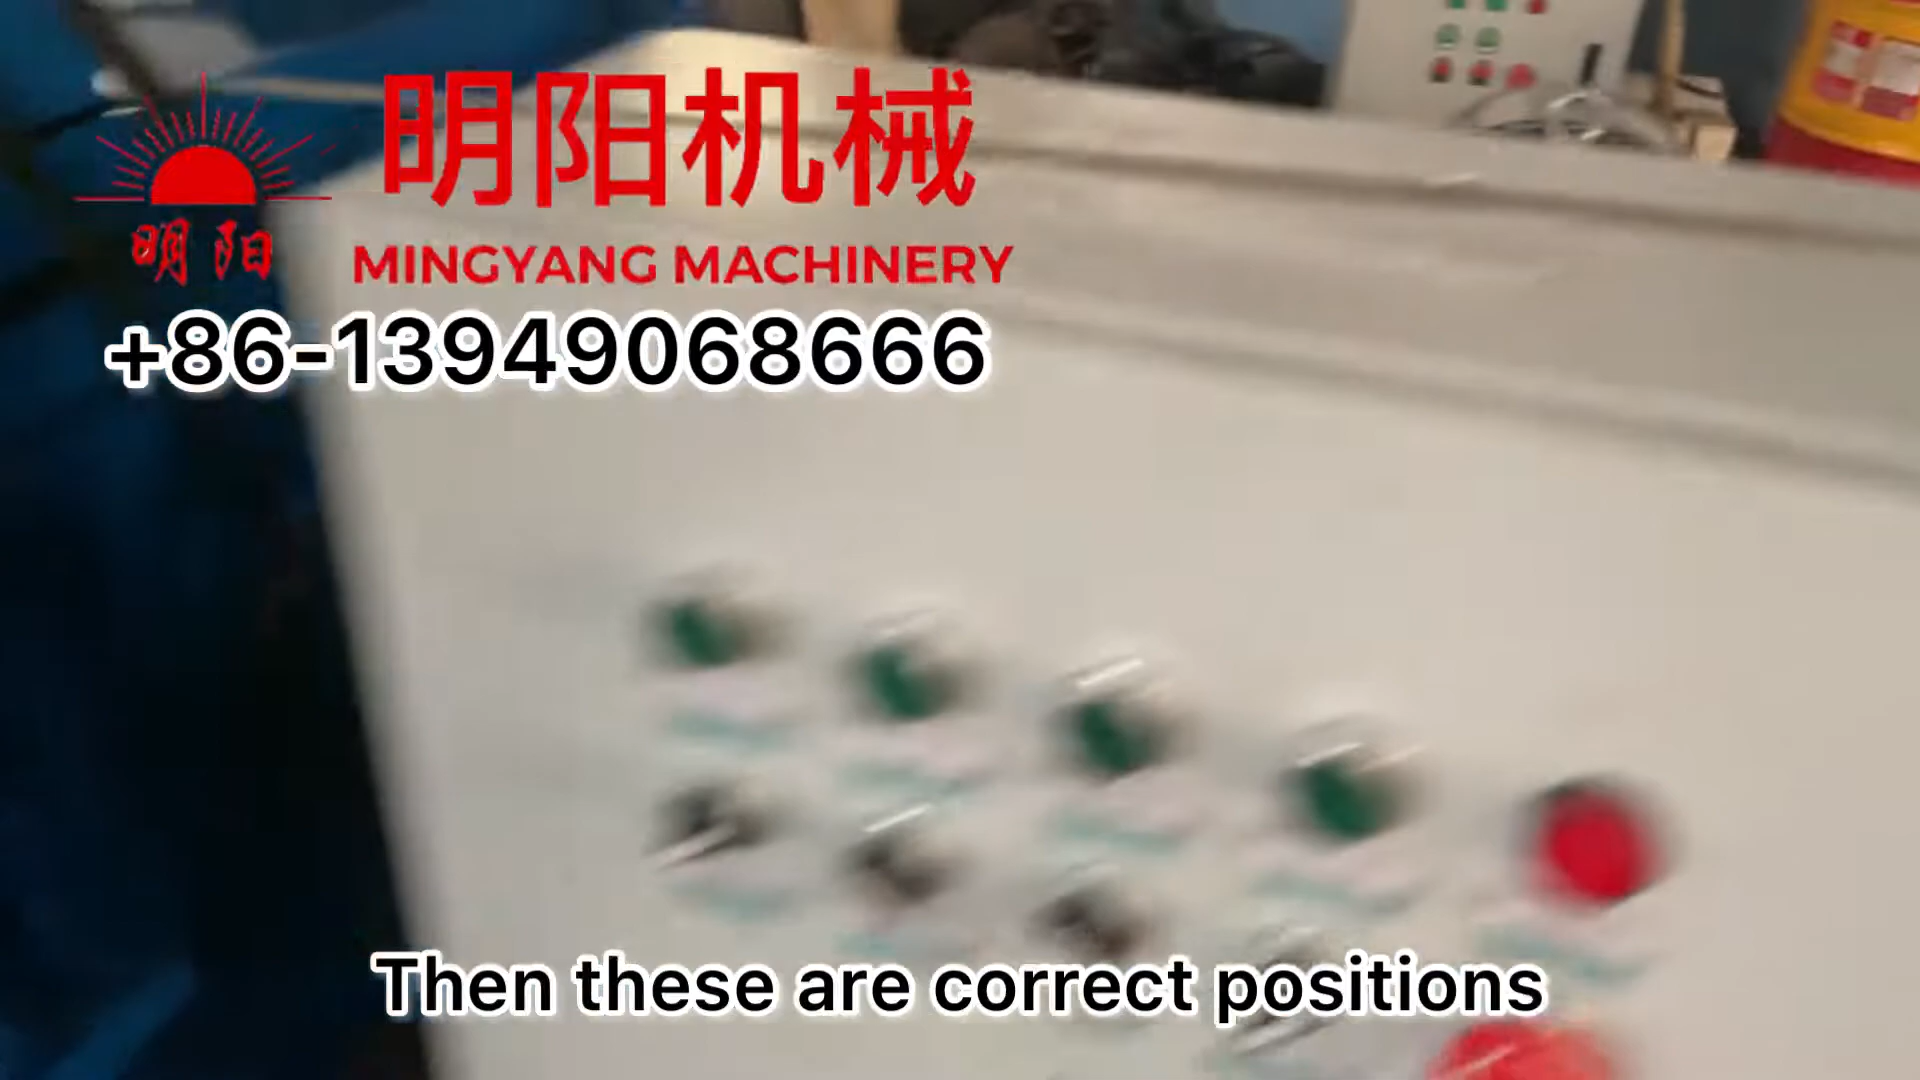 明阳机械
明阳
MINGYANG MACHINERY
+86-13949068666
Then these are correct positions